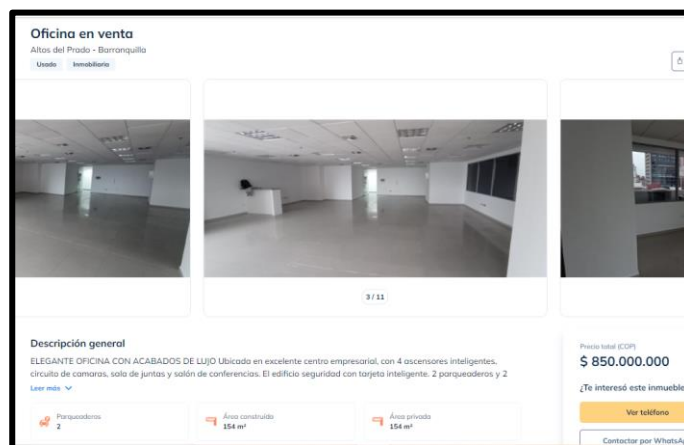 Oficina en venta
Altos del Prado - Barranquilla
Usado Inmobiliaria
3 / 11
Descripción general
ELEGANTE OFICINA CON ACABADOS DE LUJO Ubicada en excelente centro empresarial, con 4 ascensores inteligentes,
circuito de camaras, sala de juntas y salón de conferencias. El edificio seguridad con tarjeta inteligente. 2 parqueaderos y 2
Leer más
Parqueaderos
2
Área construida
154 m²
Área privada
154 m²
Precio total (COP)
$ 850.000.000
¿Te interesó este inmueble
Ver teléfono
Contactar por WhatsAp